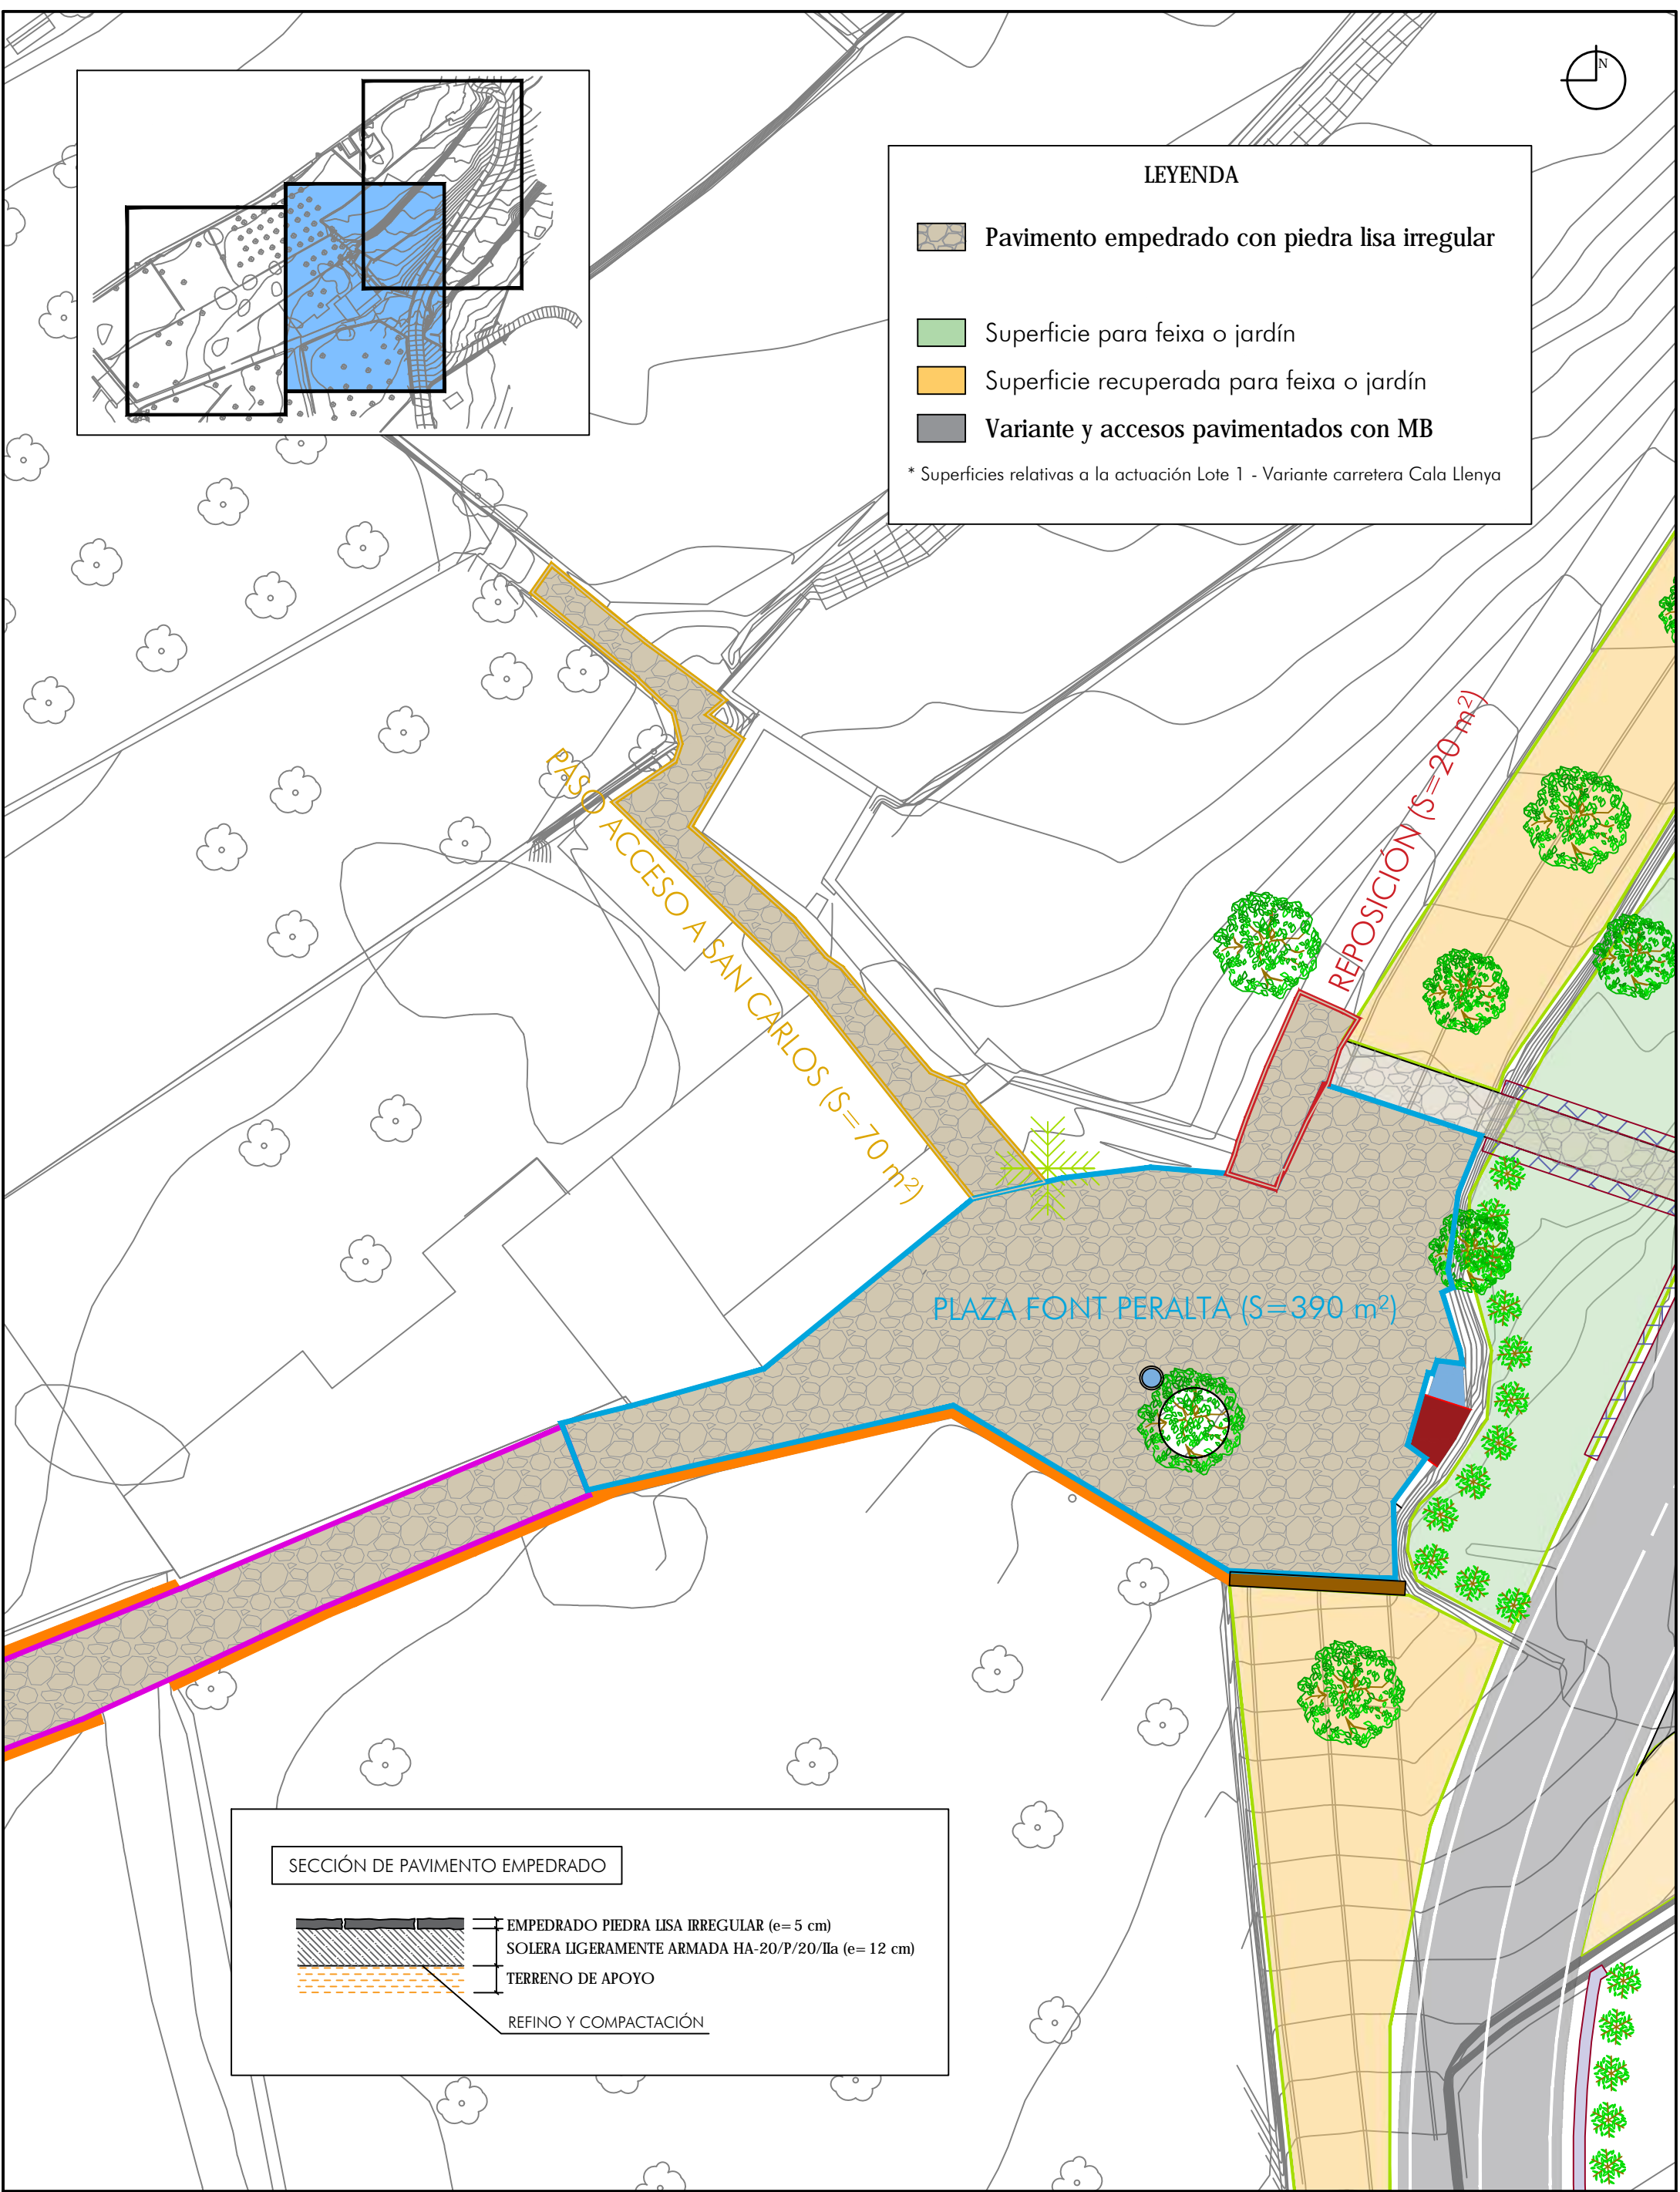 N
LEYENDA
Pavimento empedrado con piedra lisa irregular
Superficie para feixa o jardín
Superficie recuperada para feixa o jardín
Variante y accesos pavimentados con MB
* Superficies relativas a la actuación Lote 1 - Variante carretera Cala Llenya
PASO ACCESO A SAN CARLOS (S=70 m²)
REPOSICIÓN (S=20 m²)
PLAZA FONT PERALTA (S=390 m²)
SECCIÓN DE PAVIMENTO EMPEDRADO
EMPEDRADO PIEDRA LISA IRREGULAR (e=5 cm)
SOLERA LIGERAMENTE ARMADA HA-20/P/20/IIa (e=12 cm)
TERRENO DE APOYO
REFINO Y COMPACTACIÓN